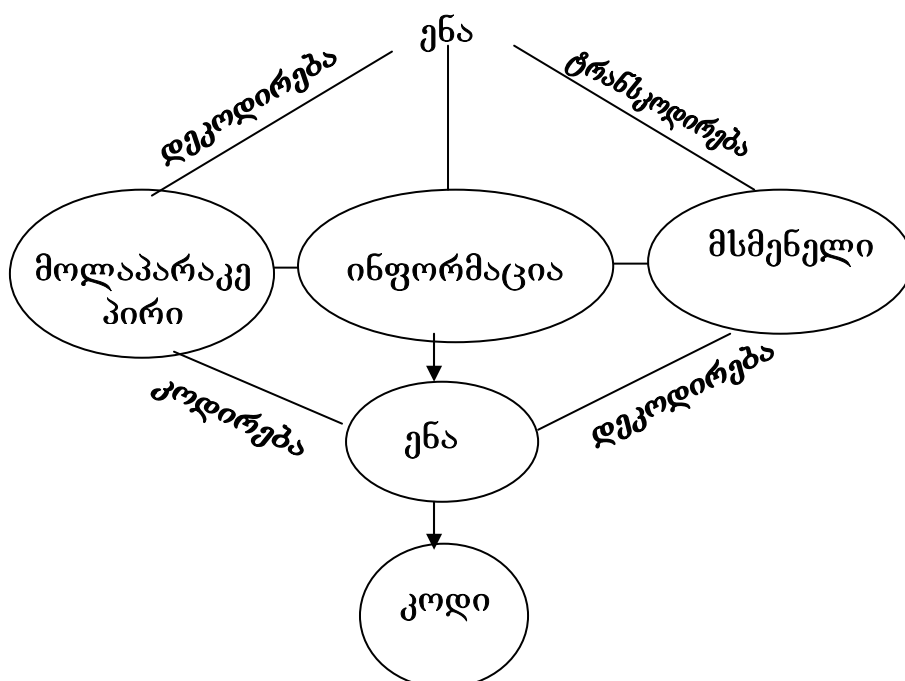 ენა
დეკოდირება
ტრანსკოდირება
მოლაპარაკე
პირი
ინფორმაცია
მსმენელი
კოდირება
დეკოდირება
ენა
კოდი